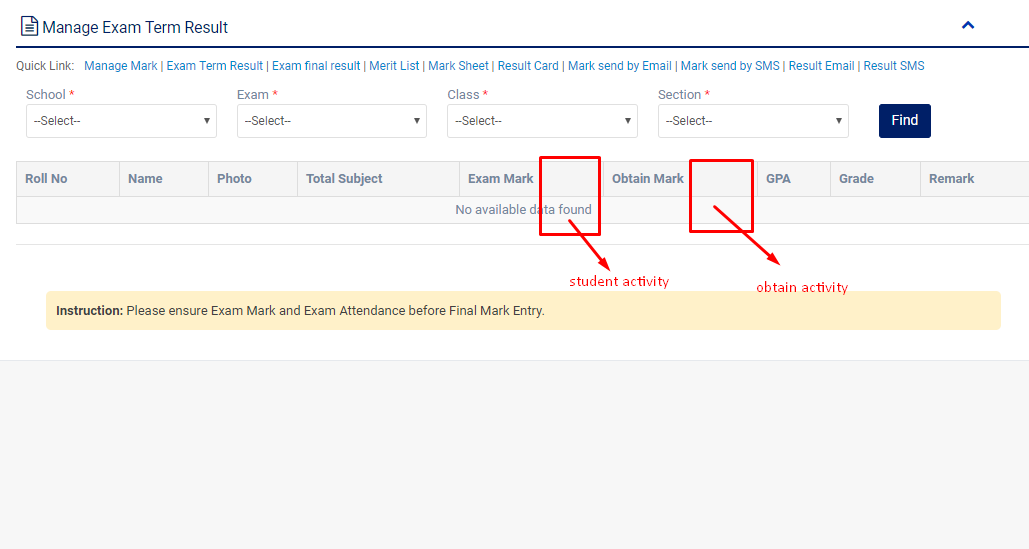 Manage Exam Term Result
Quick Link: Manage Mark | Exam Term Result | Exam final result | Merit List | Mark Sheet | Result Card | Mark send by Email | Mark send by SMS | Result Email | Result SMS
School * Exam * Class * Section *
--Select-- --Select-- --Select-- --Select-- Find
Roll No Name Photo Total Subject Exam Mark Obtain Mark GPA Grade Remark
No available data found
student activity
obtain activity
Instruction: Please ensure Exam Mark and Exam Attendance before Final Mark Entry.